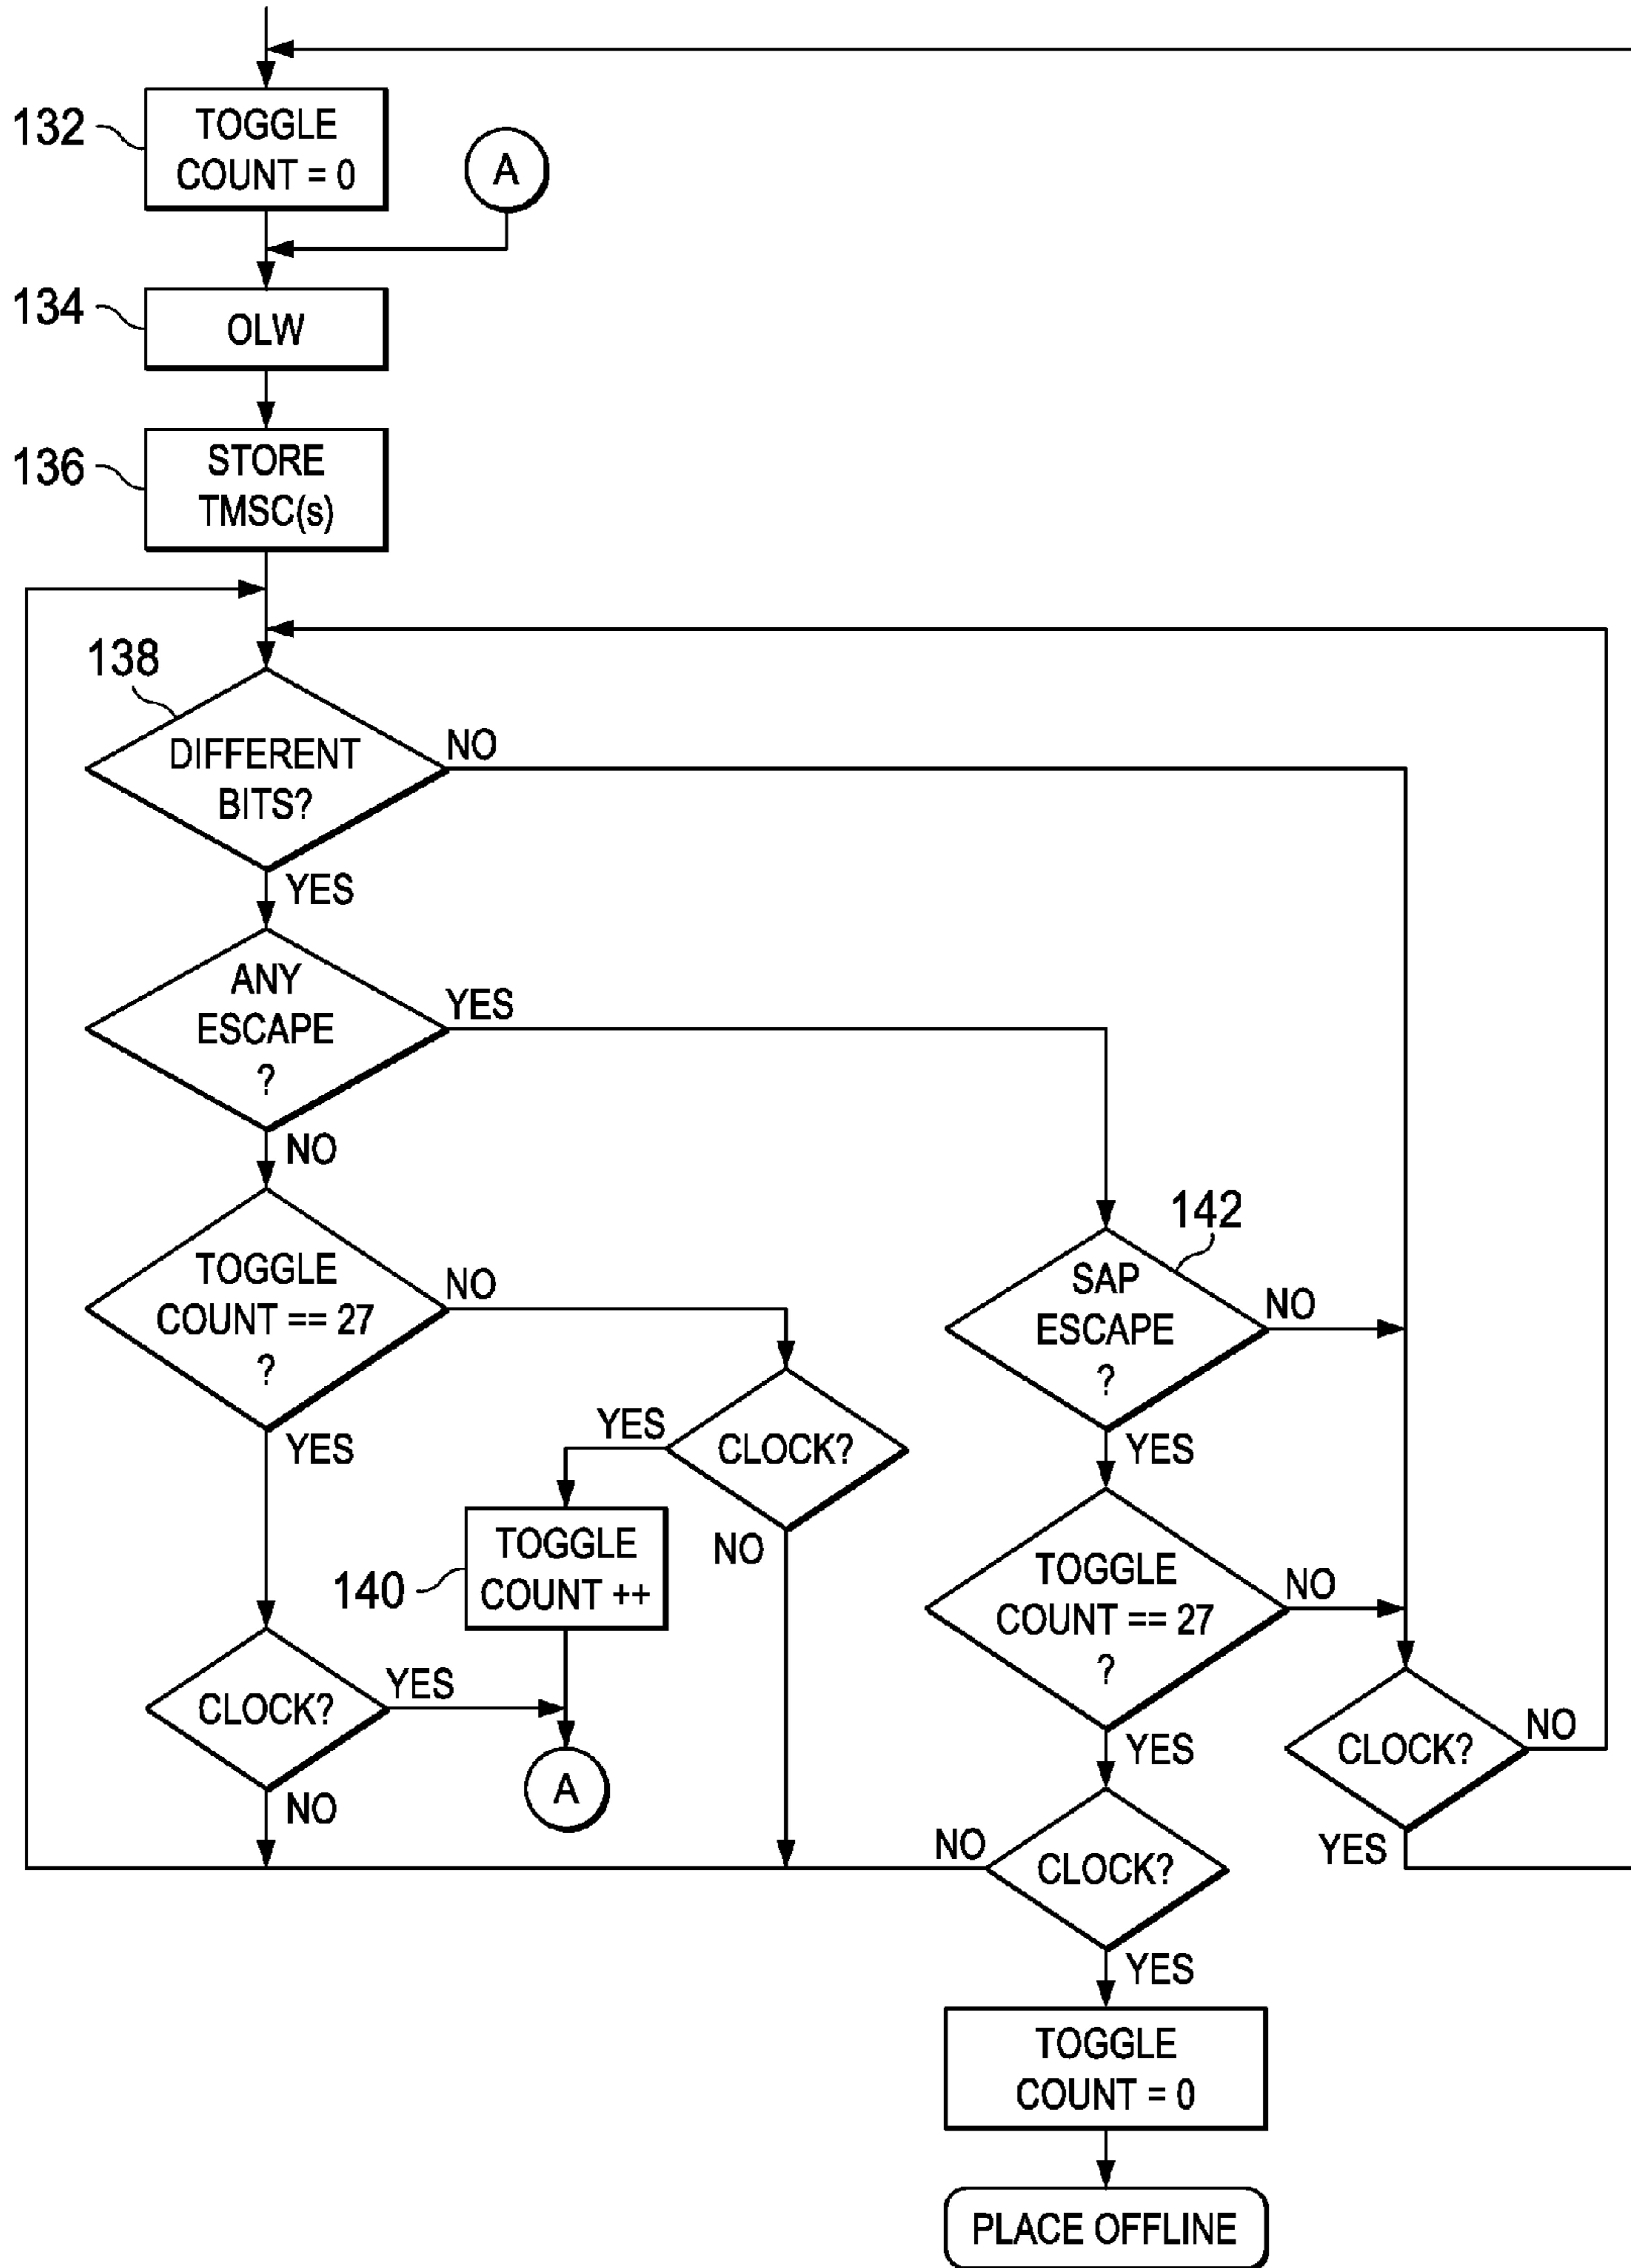 132
TOGGLE
COUNT = 0
A
134
OLW
136
STORE
TMSC(s)
138
DIFFERENT
BITS?
NO
YES
ANY
ESCAPE
?
YES
NO
TOGGLE
COUNT == 27
?
NO
YES
142
SAP
ESCAPE
?
NO
YES
CLOCK?
YES
NO
140
TOGGLE
COUNT ++
TOGGLE
COUNT == 27
?
NO
YES
CLOCK?
YES
NO
A
CLOCK?
NO
YES
CLOCK?
NO
YES
TOGGLE
COUNT = 0
PLACE OFFLINE